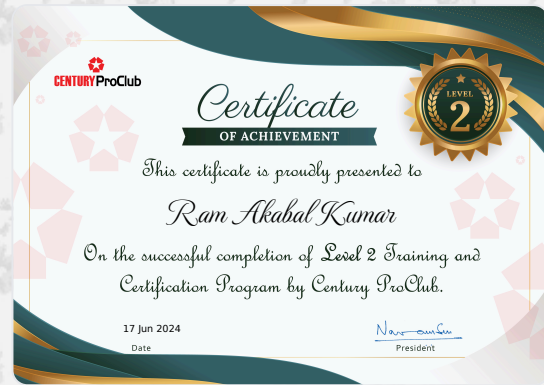 CENTURY ProClub
Certificate
OF ACHIEVEMENT
LEVEL
2
This certificate is proudly presented to
Ram Akabal Kumar
On the successful completion of Level 2 Training and
Certification Program by Century ProClub.
17 Jun 2024
Date
President